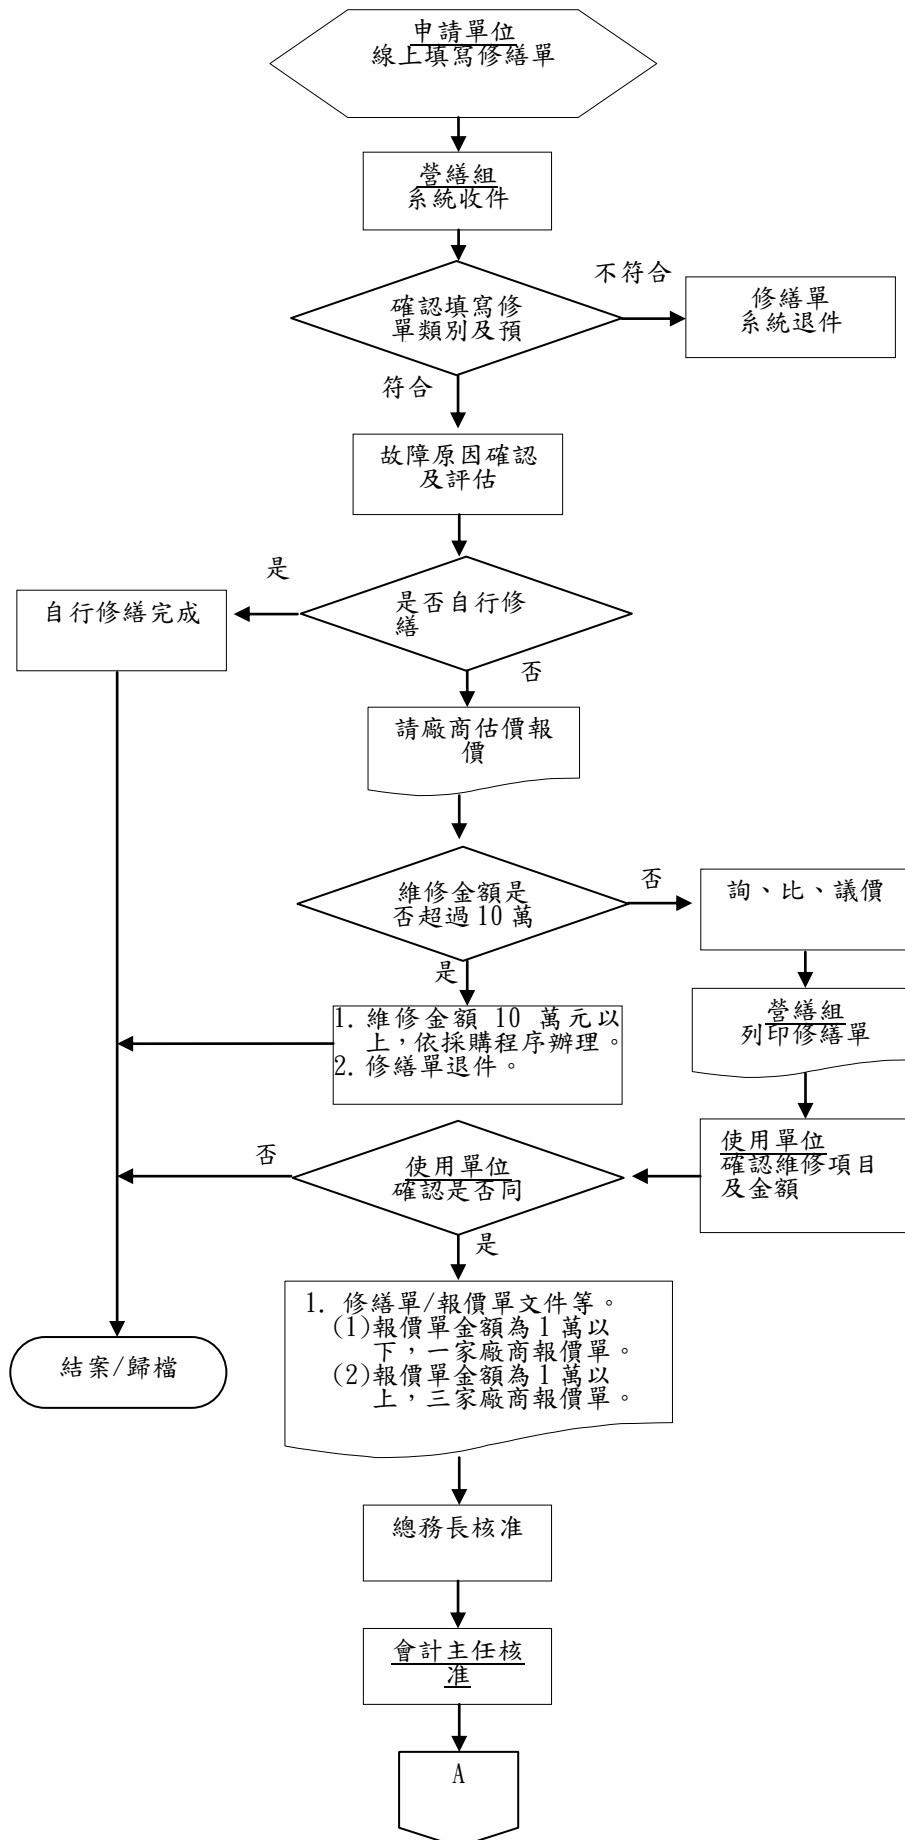 申請單位
線上填寫修繕單
營繕組
系統收件
不符合
確認填寫修
單類別及預
修繕單
系統退件
符合
故障原因確認
及評估
是
自行修繕完成
是否自行修
繕
否
請廠商估價報
價
維修金額是
否超過10萬
否
詢、比、議價
是
1. 維修金額 10 萬元以
上，依採購程序辦理。
2. 修繕單退件。
營繕組
列印修繕單
使用單位
確認維修項目
及金額
否
使用單位
確認是否同
是
1. 修繕單/報價單文件等。
(1)報價單金額為1萬以
下，一家廠商報價單。
(2)報價單金額為1萬以
上，三家廠商報價單。
結案/歸檔
總務長核准
會計主任核
准
A